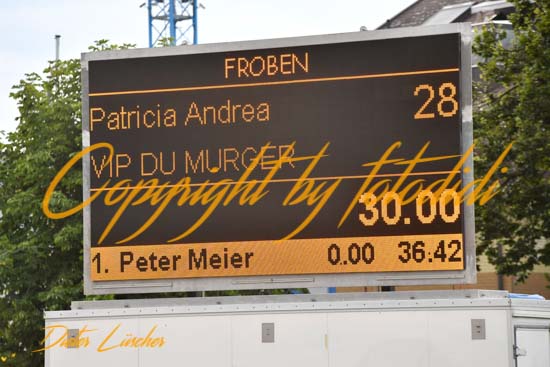 FROBEN
Patricia Andrea 28
VIP DU MURGER
Copyright by fotoddi
30.00
1. Peter Meier 0.00 36.42
Dieter Lüscher